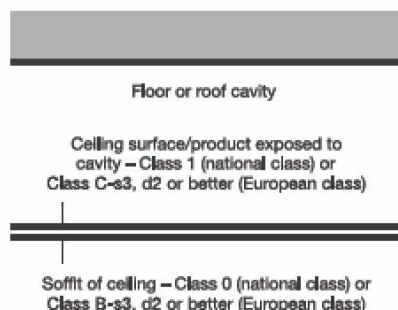 Floor or roof cavity
Ceiling surface/product exposed to
cavity – Class 1 (national class) or
Class C-s3, d2 or better (European class)
Soffit of ceiling – Class 0 (national class) or
Class B-s3, d2 or better (European class)